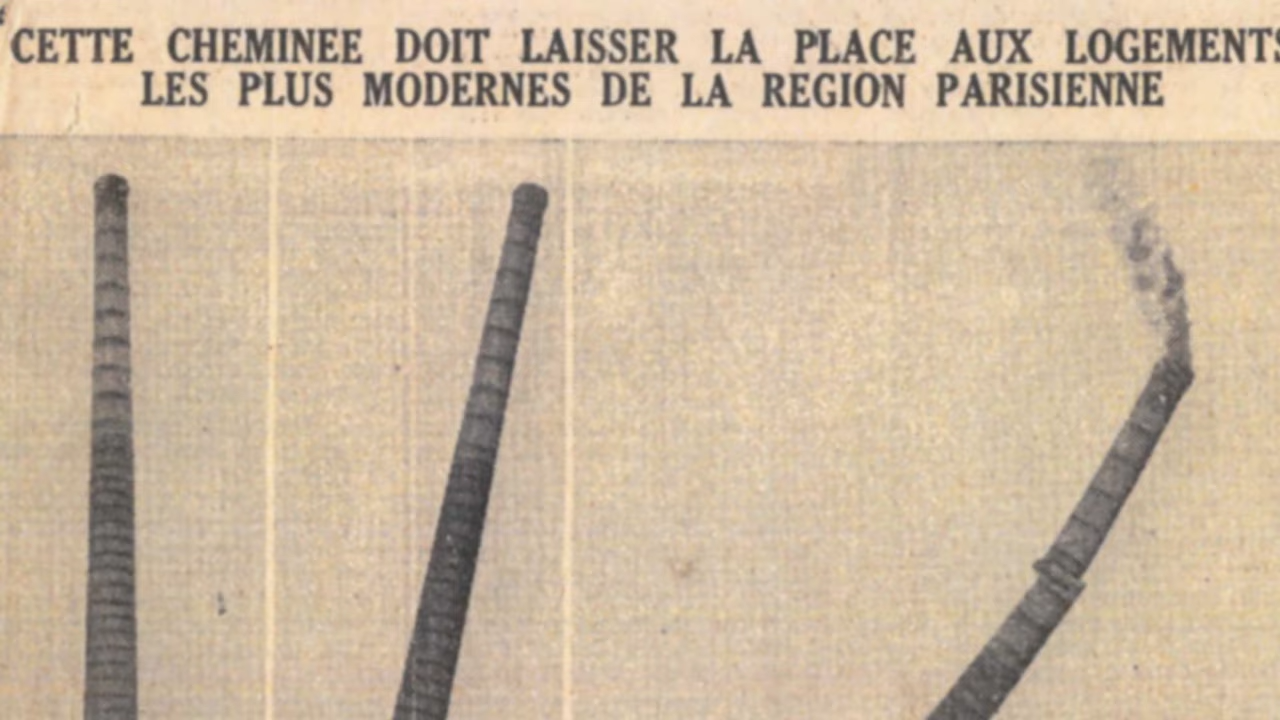 CETTE CHEMINEE DOIT LAISSER LA PLACE AUX LOGEMENTS
LES PLUS MODERNES DE LA REGION PARISIENNE